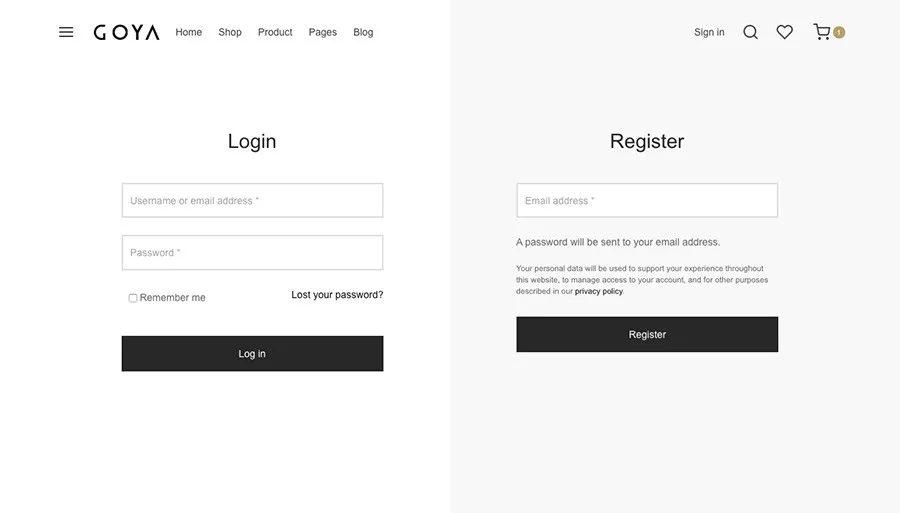 GOYA Home Shop Product Pages Blog Sign in 1
Login
Username or email address *
Password *
Remember me Lost your password?
Log in
Register
Email address *
A password will be sent to your email address.
Your personal data will be used to support your experience throughout
this website, to manage access to your account, and for other purposes
described in our privacy policy.
Register